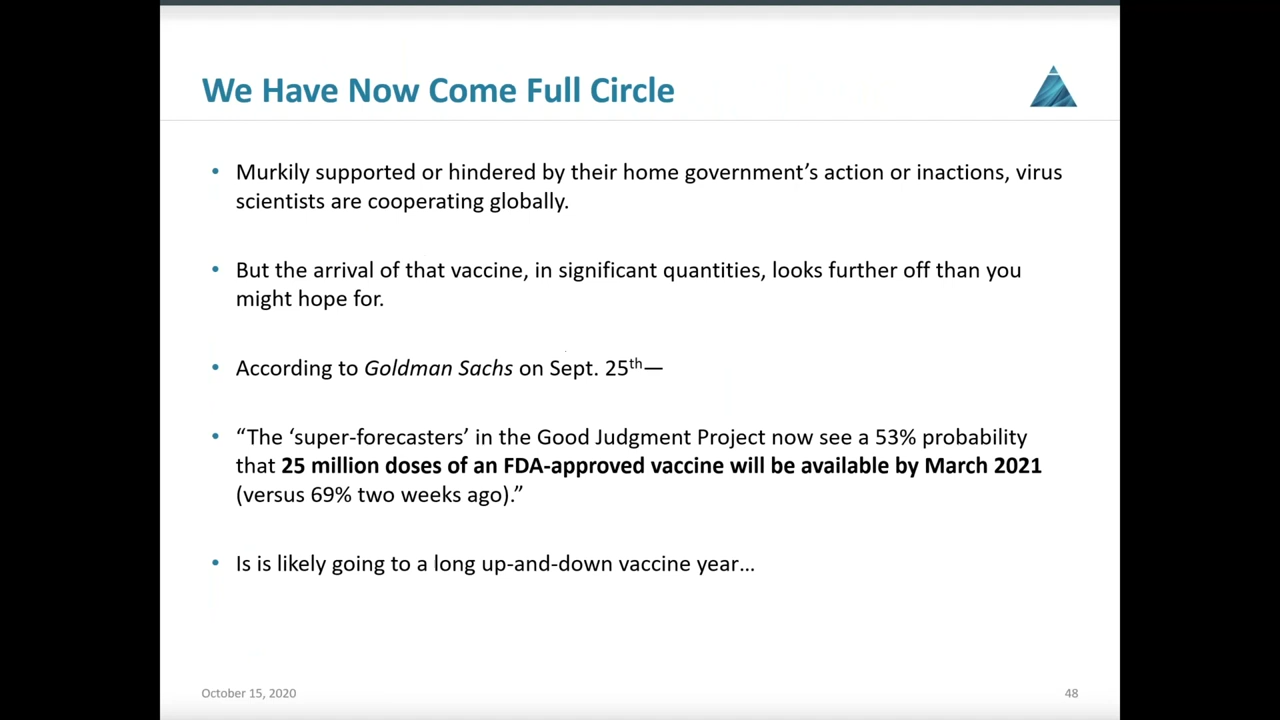 We Have Now Come Full Circle
• Murkily supported or hindered by their home government’s action or inactions, virus
scientists are cooperating globally.
• But the arrival of that vaccine, in significant quantities, looks further off than you
might hope for.
• According to Goldman Sachs on Sept. 25th—
• “The ‘super-forecasters’ in the Good Judgment Project now see a 53% probability
that 25 million doses of an FDA-approved vaccine will be available by March 2021
(versus 69% two weeks ago).”
• Is is likely going to a long up-and-down vaccine year…
October 15, 2020
48